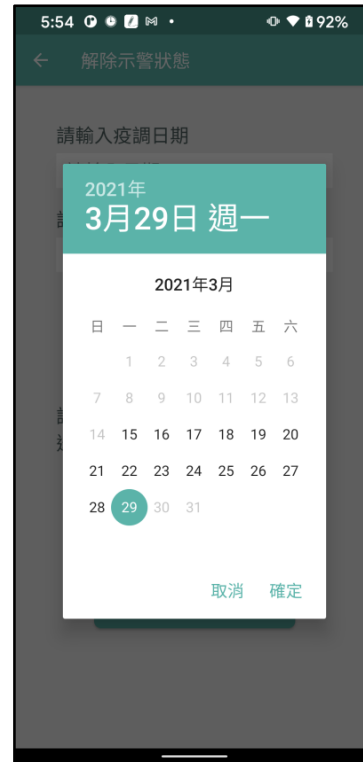 5:54 92%
解除示警狀態
請輸入疫調日期
2021年
3月29日 週一
2021年3月
日 一 二 三 四 五 六
1 2 3 4 5 6
7 8 9 10 11 12 13
14 15 16 17 18 19 20
21 22 23 24 25 26 27
28 29 30 31
取消 確定